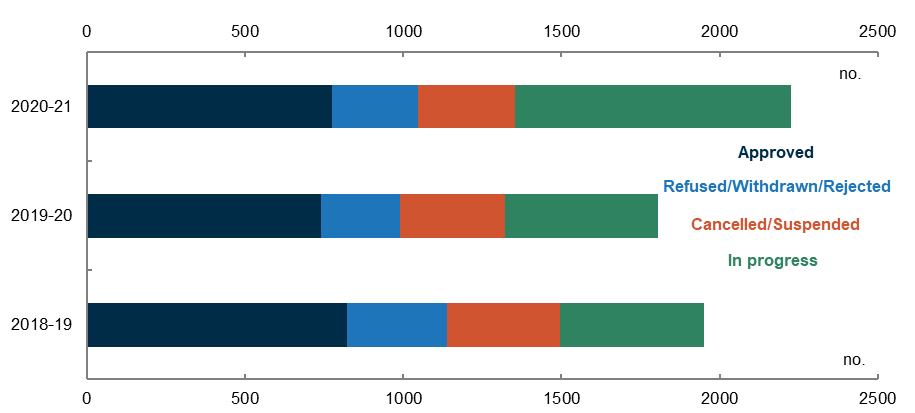 0 500 1000 1500 2000 2500
no.
2020-21
Approved
Refused/Withdrawn/Rejected
2019-20
Cancelled/Suspended
In progress
2018-19
no.
0 500 1000 1500 2000 2500